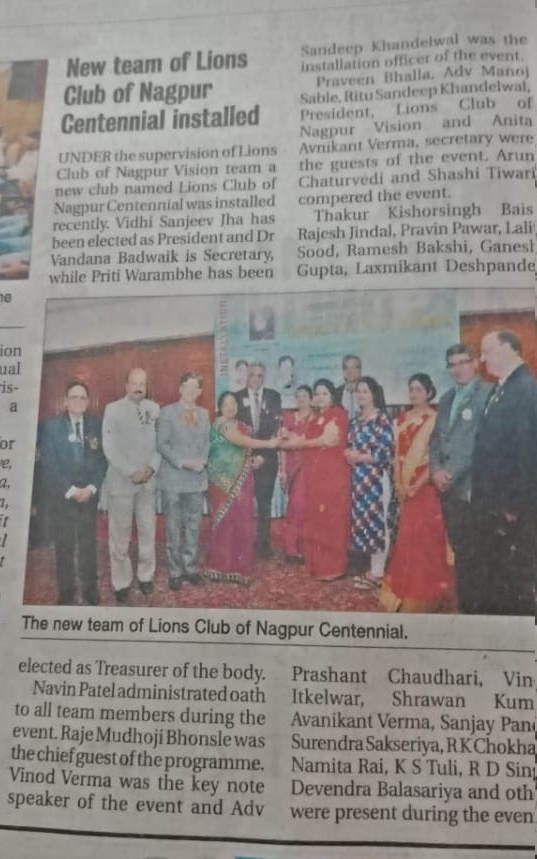 New team of Lions
Club of Nagpur
Centennial installed
UNDER the supervision of Lions
Club of Nagpur Vision team a
new club named Lions Club of
Nagpur Centennial was installed
recently. Vidhi Sanjeev Jha has
been elected as President and Dr
Vandana Badwaik is Secretary,
while Priti Warambhe has been
elected as Treasurer of the body.
Navin Patel administrated oath
to all team members during the
event. Raje Mudhoji Bhonsle was
the chief guest of the programme.
Vinod Verma was the key note
speaker of the event and Adv
Sandeep Khandelwal was the
installation officer of the event.
Praveen Bhalla, Adv Manoj
Sable, Ritu Sandeep Khandelwal,
President, Lions Club of
Nagpur Vision and Anita
Avnikant Verma, secretary were
the guests of the event. Arun
Chaturvedi and Shashi Tiwari
compered the event.
Thakur Kishorsingh Bais
Rajesh Jindal, Pravin Pawar, Lali
Sood, Ramesh Bakshi, Ganesh
Gupta, Laxmikant Deshpande
Prashant Chaudhari, Vin
Itkelwar, Shrawan Kum
Avanikant Verma, Sanjay Pan
Surendra Sakseriya, R K Chokha
Namita Rai, K S Tuli, R D Sin
Devendra Balasariya and oth
were present during the even
INSTALLATION
The new team of Lions Club of Nagpur Centennial.
ion
ual
ris-
a
or
ve,
a,
n,
it
l
t